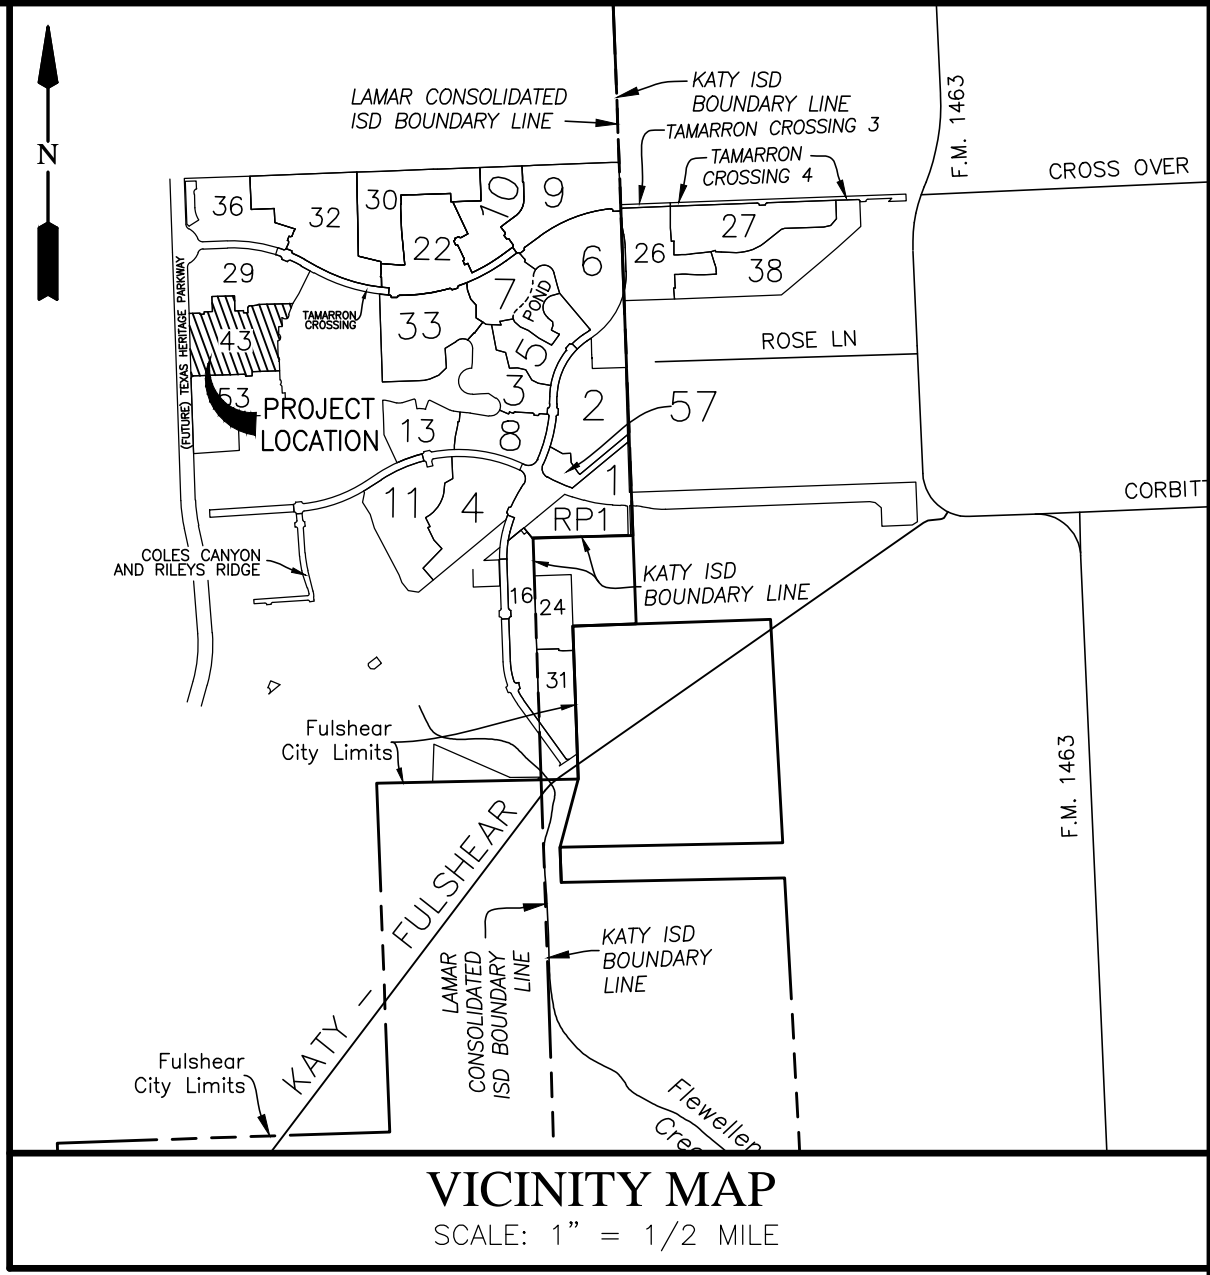 N
LAMAR CONSOLIDATED
ISD BOUNDARY LINE
KATY ISD
BOUNDARY LINE
TAMARRON CROSSING 3
TAMARRON
CROSSING 4
F.M. 1463
CROSS OVER
36
32
30
22
10
9
6
26
27
38
29
(FUTURE) TEXAS HERITAGE PARKWAY
TAMARRON
CROSSING
43
33
7
POND
5
3
2
ROSE LN
57
53
PROJECT
LOCATION
13
8
1
11
4
RP1
CORBITT
COLES CANYON
AND RILEYS RIDGE
KATY ISD
BOUNDARY LINE
16
24
31
Fulshear
City Limits
F.M. 1463
KATY - FULSHEAR
LAMAR
CONSOLIDATED
ISD BOUNDARY
LINE
KATY ISD
BOUNDARY
LINE
Fulshear
City Limits
Flewellen
VICINITY MAP
SCALE: 1" = 1/2 MILE